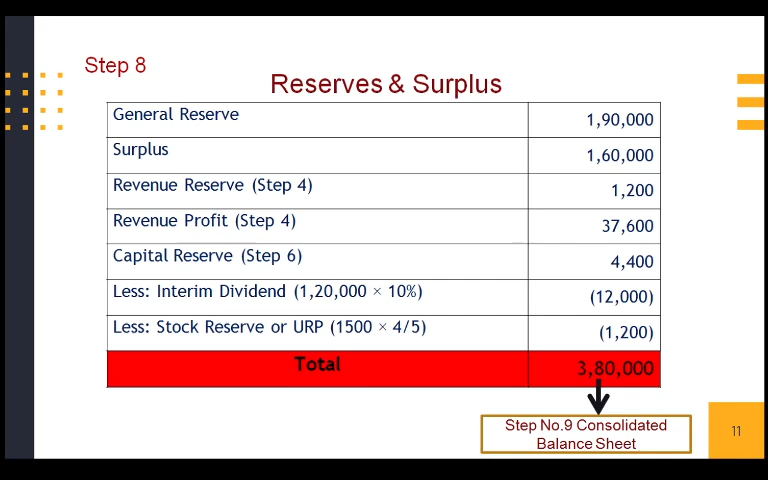 Step 8
Reserves & Surplus
General Reserve 1,90,000
Surplus 1,60,000
Revenue Reserve (Step 4) 1,200
Revenue Profit (Step 4) 37,600
Capital Reserve (Step 6) 4,400
Less: Interim Dividend (1,20,000 × 10%) (12,000)
Less: Stock Reserve or URP (1500 × 4/5) (1,200)
Total 3,80,000
Step No.9 Consolidated
Balance Sheet
11